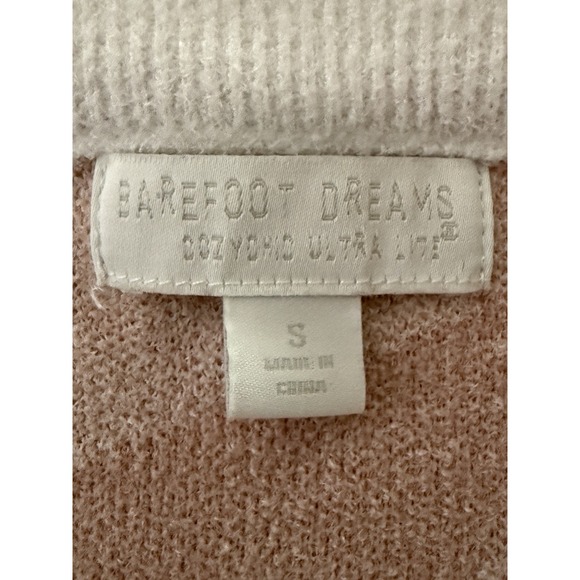 BAREFOOT DREAMS
COZYCHIC ULTRA LITE®
S
MADE IN
CHINA